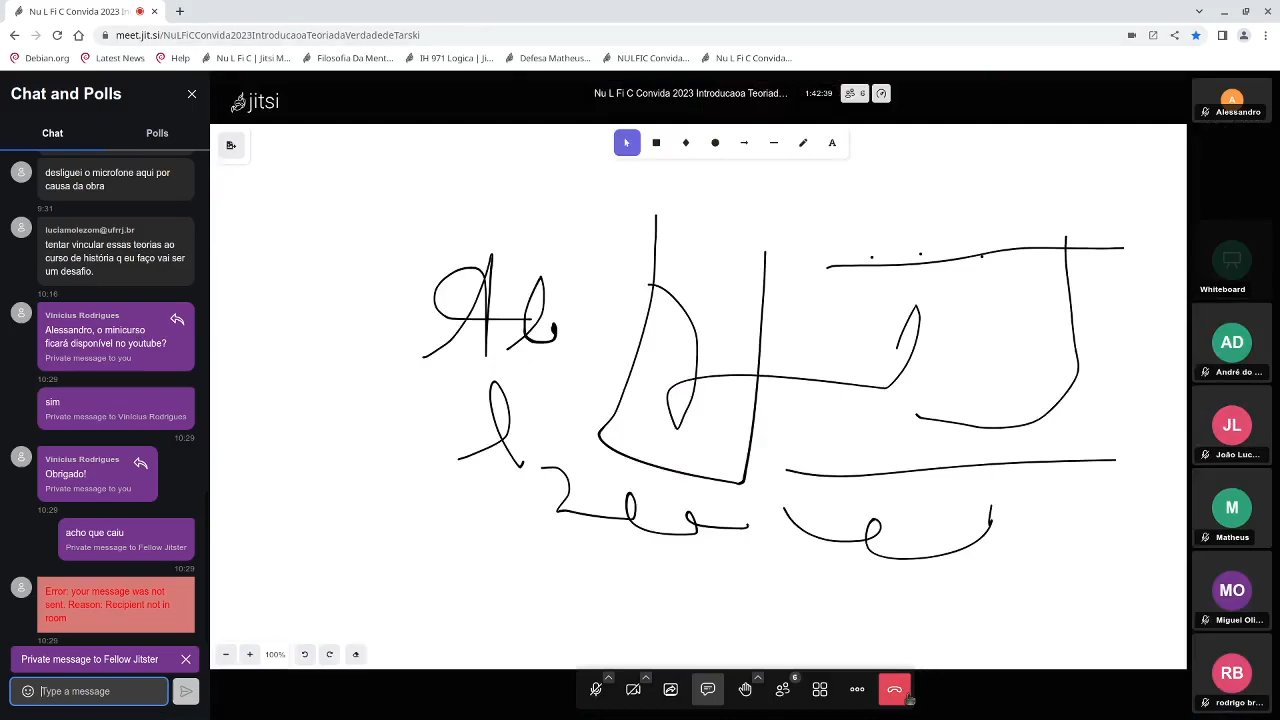 Nu L Fi C Convida 2023 In
meet.jit.si/NuLFiCConvida2023IntroducaoaTeoriadaVerdadedeTarski
Debian.org Latest News Help Nu L Fi C | Jitsi M... Filosofia Da Ment... IH 971 Logica | Ji... Defesa Matheus... NULFIC Convida... Nu L Fi C Convida...
Chat and Polls
Chat Polls
desliguei o microfone aqui por
causa da obra
9:31
luciamolezom@ufrrj.br
tentar vincular essas teorias ao
curso de história q eu faço vai ser
um desafio.
10:16
Vinícius Rodrigues
Alessandro, o minicurso
ficará disponível no youtube?
Private message to you
10:29
sim
Private message to Vinícius Rodrigues
10:29
Vinícius Rodrigues
Obrigado!
Private message to you
10:29
acho que caiu
Private message to Fellow Jitster
10:29
Error: your message was not
sent. Reason: Recipient not in
room
10:29
Private message to Fellow Jitster
Type a message
jitsi
Nu L Fi C Convida 2023 Introducaoa Teoriad... 1:42:39 6
A
100%
6
A
Alessandro
Whiteboard
AD
André do ...
JL
João Luc...
M
Matheus
MO
Miguel Oli...
RB
rodrigo br...